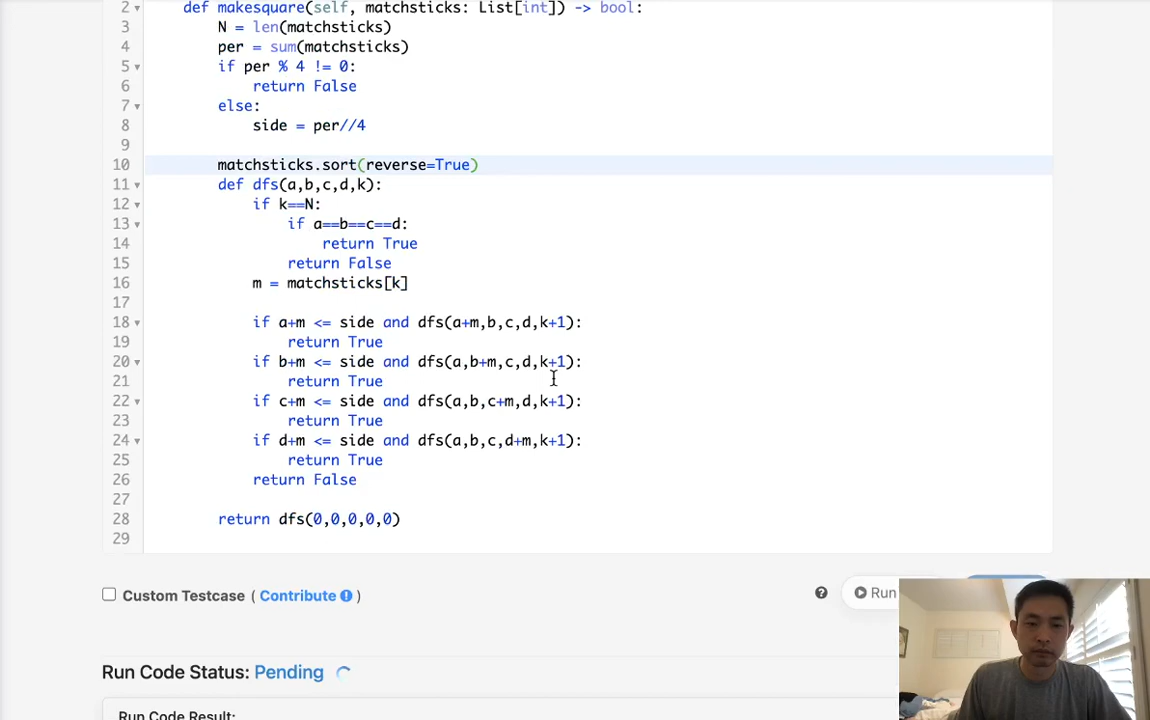 2 def makesquare(self, matchsticks: List[int]) -> bool:
3 N = len(matchsticks)
4 per = sum(matchsticks)
5 if per % 4 != 0:
6 return False
7 else:
8 side = per//4
9
10 matchsticks.sort(reverse=True)
11 def dfs(a,b,c,d,k):
12 if k==N:
13 if a==b==c==d:
14 return True
15 return False
16 m = matchsticks[k]
17
18 if a+m <= side and dfs(a+m,b,c,d,k+1):
19 return True
20 if b+m <= side and dfs(a,b+m,c,d,k+1):
21 return True
22 if c+m <= side and dfs(a,b,c+m,d,k+1):
23 return True
24 if d+m <= side and dfs(a,b,c,d+m,k+1):
25 return True
26 return False
27
28 return dfs(0,0,0,0,0)
29
Custom Testcase ( Contribute )
Run
Run Code Status: Pending
Run Code Result: